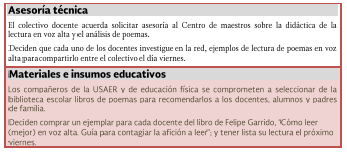 Asesoría técnica
El colectivo docente acuerda solicitar asesoría al Centro de maestros sobre la didáctica de la
lectura en voz alta y el análisis de poemas.
Deciden que cada uno de los docentes investigue en la red, ejemplos de lectura de poemas en voz
alta para compartirlo entre el colectivo el día viernes.
Materiales e insumos educativos
Los compañeros de la USAER y de educación física se comprometen a seleccionar de la
biblioteca escolar libros de poemas para recomendarlos a los docentes, alumnos y padres
de familia.
Deciden comprar un ejemplar para cada docente del libro de Felipe Garrido, "Cómo leer
(mejor) en voz alta. Guía para contagiar la afición a leer"; y tener lista su lectura el próximo
viernes.